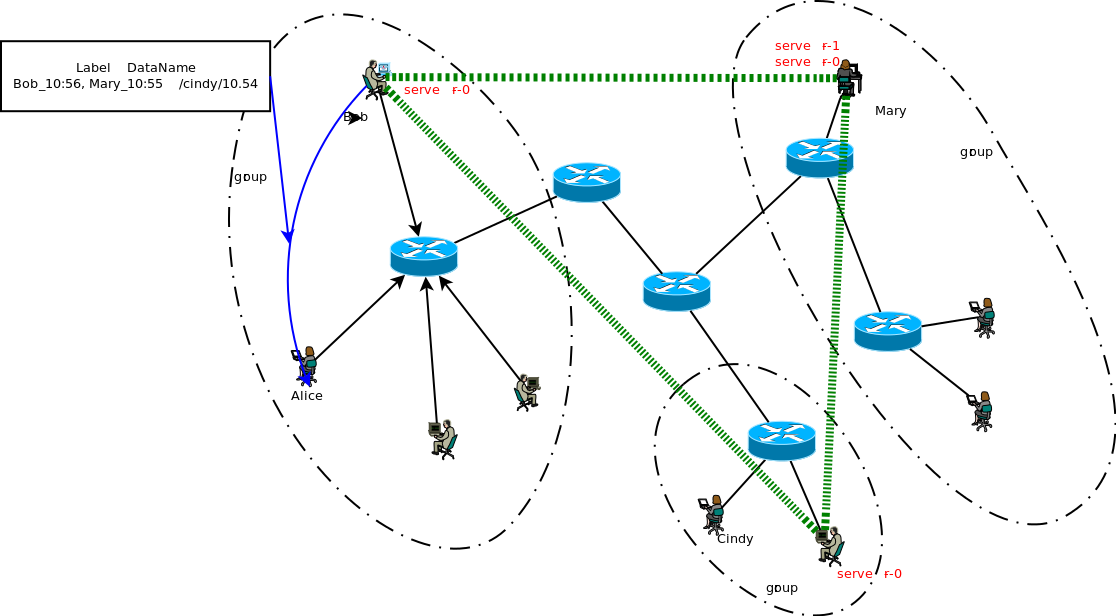 Label DataName
Bob_10:56, Mary_10:55 /cindy/10.54
serve r-1
serve r-0
serve r-0
Mary
Bob
group
group
Alice
Cindy
serve r-0
group